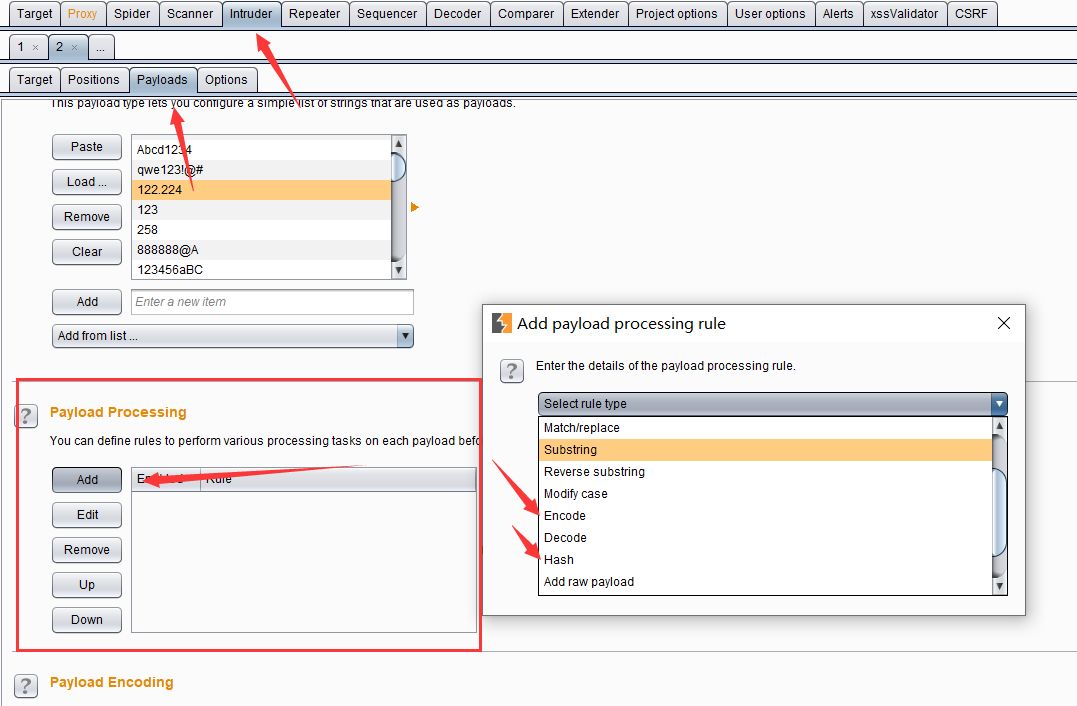 Target Proxy Spider Scanner Intruder Repeater Sequencer Decoder Comparer Extender Project options User options Alerts xssValidator CSRF
1 × 2 × ...
Target Positions Payloads Options
This payload type lets you configure a simple list of strings that are used as payloads.
Paste
Load ...
Remove
Clear
Abcd1234
qwe123!@#
122.224
123
258
888888@A
123456aBC
Add
Enter a new item
Add from list ...
Payload Processing
You can define rules to perform various processing tasks on each payload befo
Add
Edit
Remove
Up
Down
Rule
Payload Encoding
Add payload processing rule
Enter the details of the payload processing rule.
Select rule type
Match/replace
Substring
Reverse substring
Modify case
Encode
Decode
Hash
Add raw payload